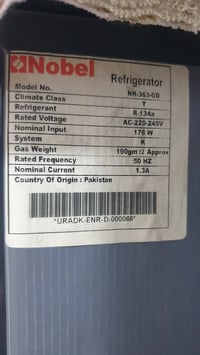 Nobel Refrigerator
Model No. NR-363-GD
Climate Class T
Refrigerant R-134a
Rated Voltage AC-220-240V
Nominal Input 176 W
System K
Gas Weight 190gm± Approx
Rated Frequency 50 HZ
Nominal Current 1.3A
Country Of Origin : Pakistan
*URADK-ENR-D-000066*